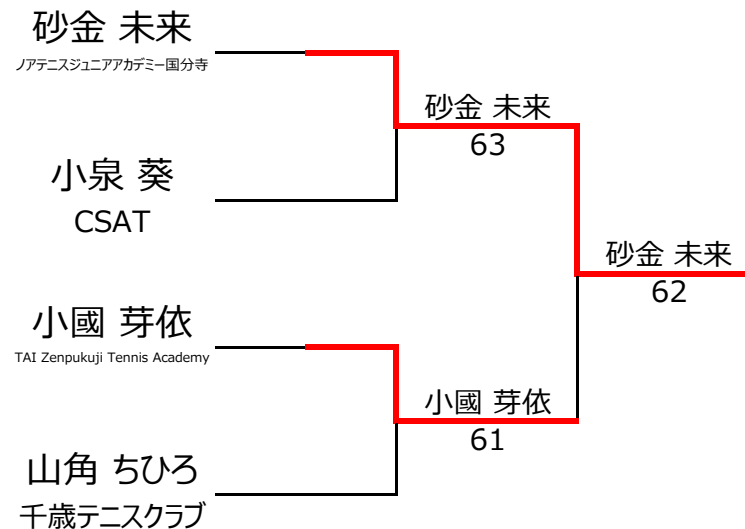 砂金 未来
ノアテニスジュニアアカデミー国分寺
砂金 未来
63
小泉 葵
CSAT
砂金 未来
62
小國 芽依
TAI Zenpukuji Tennis Academy
小國 芽依
61
山角 ちひろ
千歳テニスクラブ